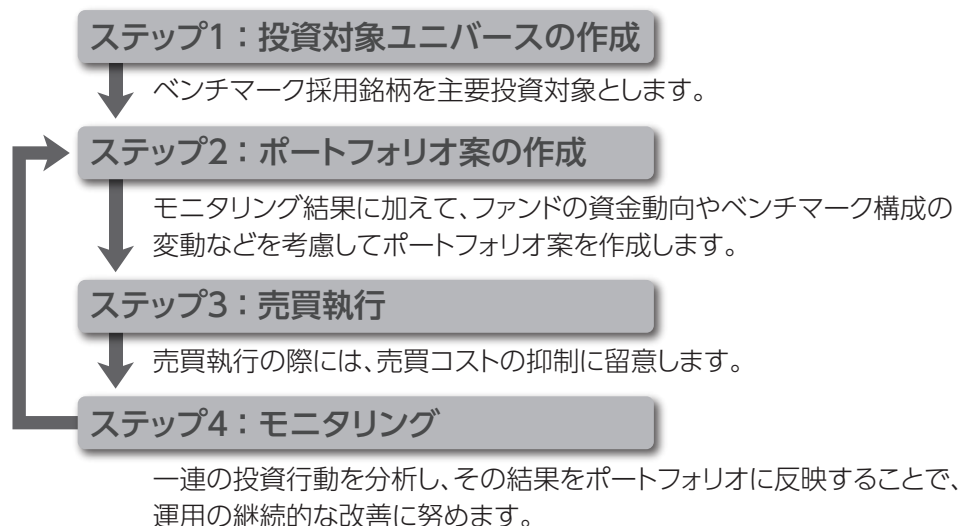 ステップ1：投資対象ユニバースの作成
ベンチマーク採用銘柄を主要投資対象とします。
ステップ2：ポートフォリオ案の作成
モニタリング結果に加えて、ファンドの資金動向やベンチマーク構成の
変動などを考慮してポートフォリオ案を作成します。
ステップ3：売買執行
売買執行の際には、売買コストの抑制に留意します。
ステップ4：モニタリング
一連の投資行動を分析し、その結果をポートフォリオに反映することで、
運用の継続的な改善に努めます。